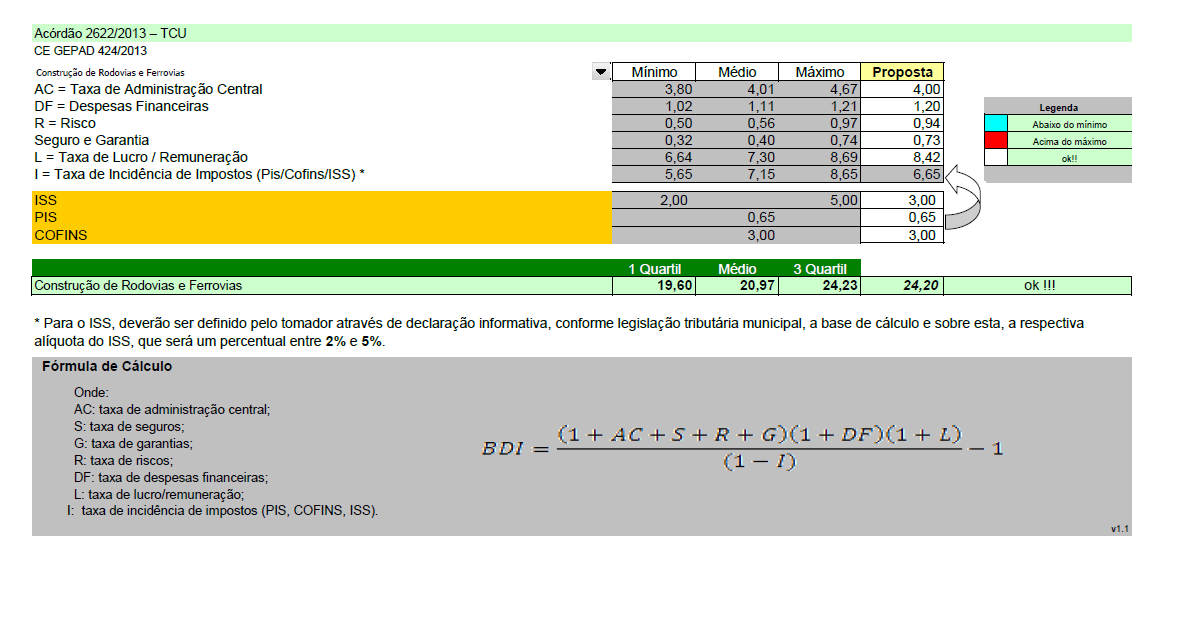 Acórdão 2622/2013 – TCU
CE GEPAD 424/2013
Construção de Rodovias e Ferrovias Mínimo Médio Máximo Proposta
AC = Taxa de Administração Central 3,80 4,01 4,67 4,00
DF = Despesas Financeiras 1,02 1,11 1,21 1,20
R = Risco 0,50 0,56 0,97 0,94
Seguro e Garantia 0,32 0,40 0,74 0,73
L = Taxa de Lucro / Remuneração 6,64 7,30 8,69 8,42
I = Taxa de Incidência de Impostos (Pis/Cofins/ISS) * 5,65 7,15 8,65 6,65
Legenda
Abaixo do mínimo
Acima do máximo
ok!!
ISS 2,00 5,00 3,00
PIS 0,65 0,65
COFINS 3,00 3,00
1 Quartil Médio 3 Quartil
Construção de Rodovias e Ferrovias 19,60 20,97 24,23 24,20 ok !!!
* Para o ISS, deverão ser definido pelo tomador através de declaração informativa, conforme legislação tributária municipal, a base de cálculo e sobre esta, a respectiva
alíquota do ISS, que será um percentual entre 2% e 5%.
Fórmula de Cálculo
Onde:
AC: taxa de administração central;
S: taxa de seguros;
G: taxa de garantias;
R: taxa de riscos;
DF: taxa de despesas financeiras;
L: taxa de lucro/remuneração;
I: taxa de incidência de impostos (PIS, COFINS, ISS).
BDI = (1 + AC + S + R + G)(1 + DF)(1 + L) / (1 − I) − 1
v1.1